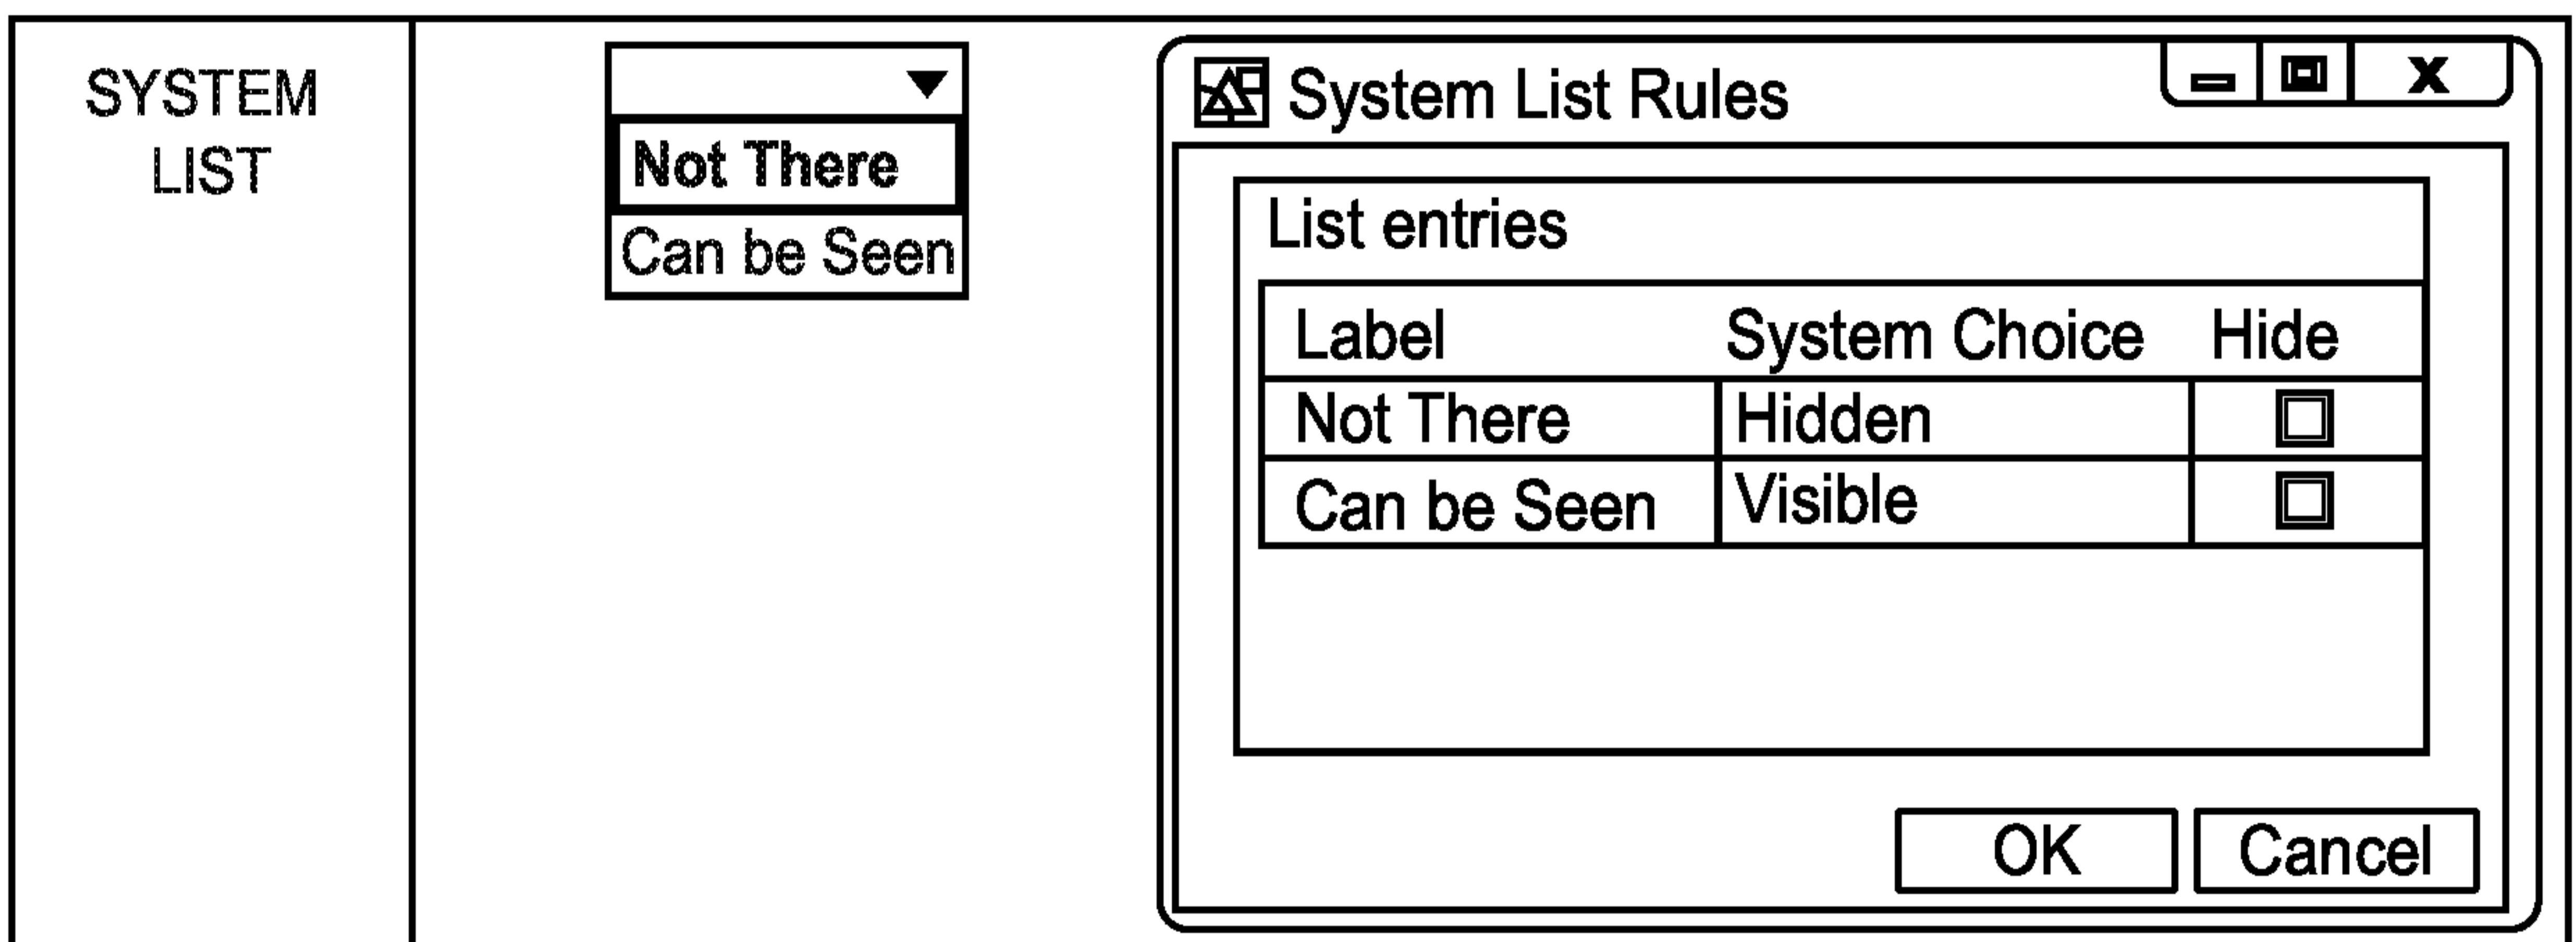 SYSTEM
LIST
Not There
Can be Seen
System List Rules
X
List entries
Label System Choice Hide
Not There Hidden
Can be Seen Visible
OK Cancel